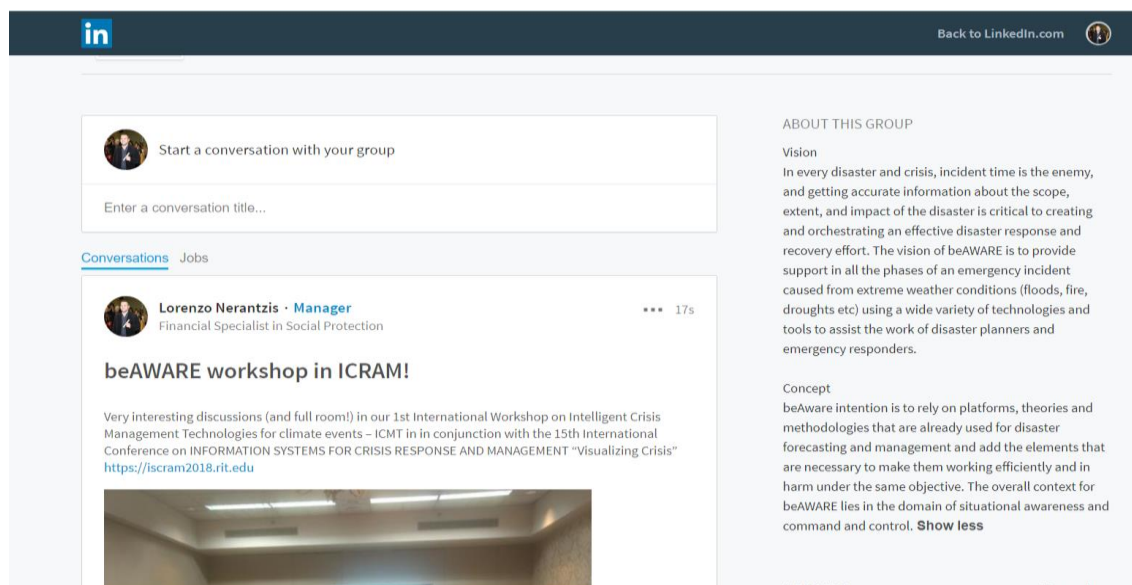 in
Back to LinkedIn.com
Start a conversation with your group
Enter a conversation title...
Conversations Jobs
Lorenzo Nerantzis · Manager
17s
Financial Specialist in Social Protection
beAWARE workshop in ICRAM!
Very interesting discussions (and full room!) in our 1st International Workshop on Intelligent Crisis
Management Technologies for climate events – ICMT in in conjunction with the 15th International
Conference on INFORMATION SYSTEMS FOR CRISIS RESPONSE AND MANAGEMENT “Visualizing Crisis”
https://iscram2018.rit.edu
ABOUT THIS GROUP
Vision
In every disaster and crisis, incident time is the enemy,
and getting accurate information about the scope,
extent, and impact of the disaster is critical to creating
and orchestrating an effective disaster response and
recovery effort. The vision of beAWARE is to provide
support in all the phases of an emergency incident
caused from extreme weather conditions (floods, fire,
droughts etc) using a wide variety of technologies and
tools to assist the work of disaster planners and
emergency responders.
Concept
beAware intention is to rely on platforms, theories and
methodologies that are already used for disaster
forecasting and management and add the elements that
are necessary to make them working efficiently and in
harm under the same objective. The overall context for
beAWARE lies in the domain of situational awareness and
command and control. Show less